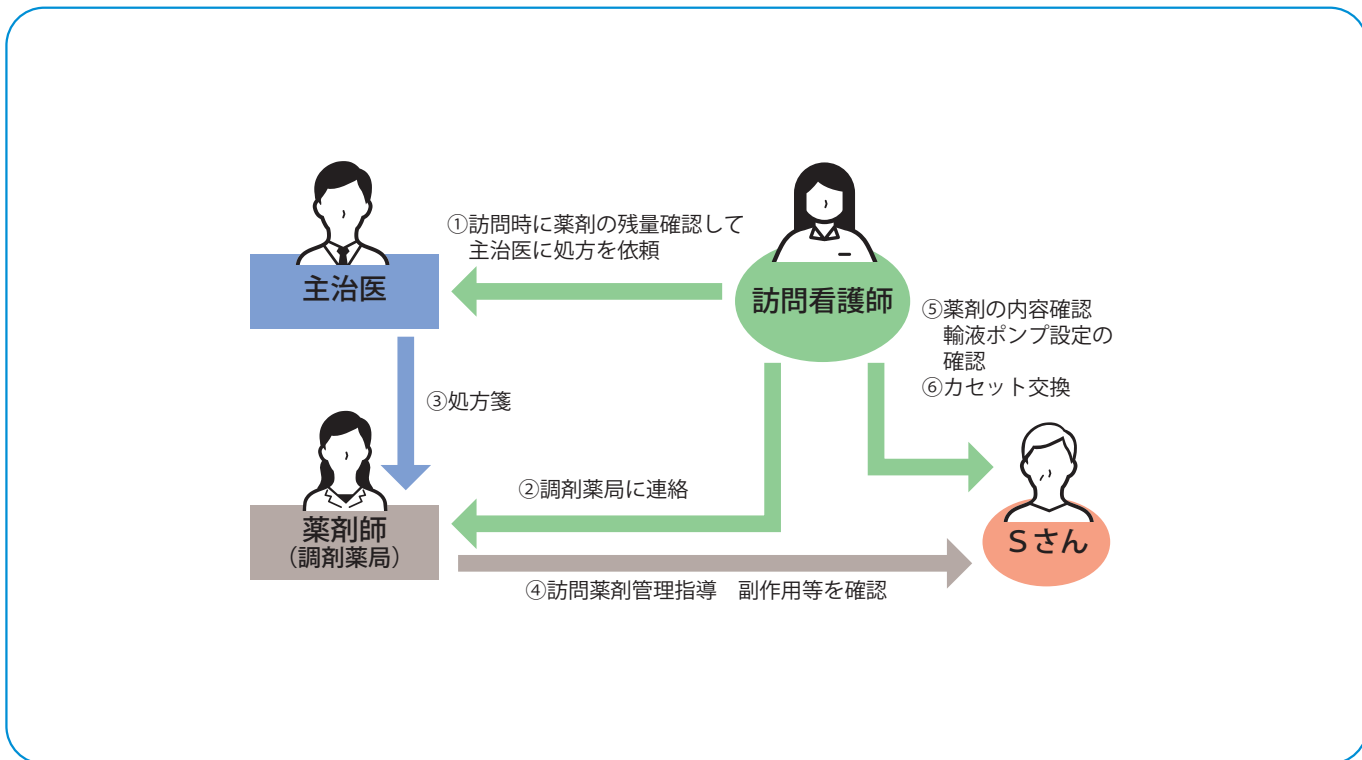 ①訪問時に薬剤の残量確認して
主治医に処方を依頼
主治医
訪問看護師
⑤薬剤の内容確認
輸液ポンプ設定の
確認
⑥カセット交換
③処方箋
②調剤薬局に連絡
薬剤師
（調剤薬局）
Ｓさん
④訪問薬剤管理指導　副作用等を確認